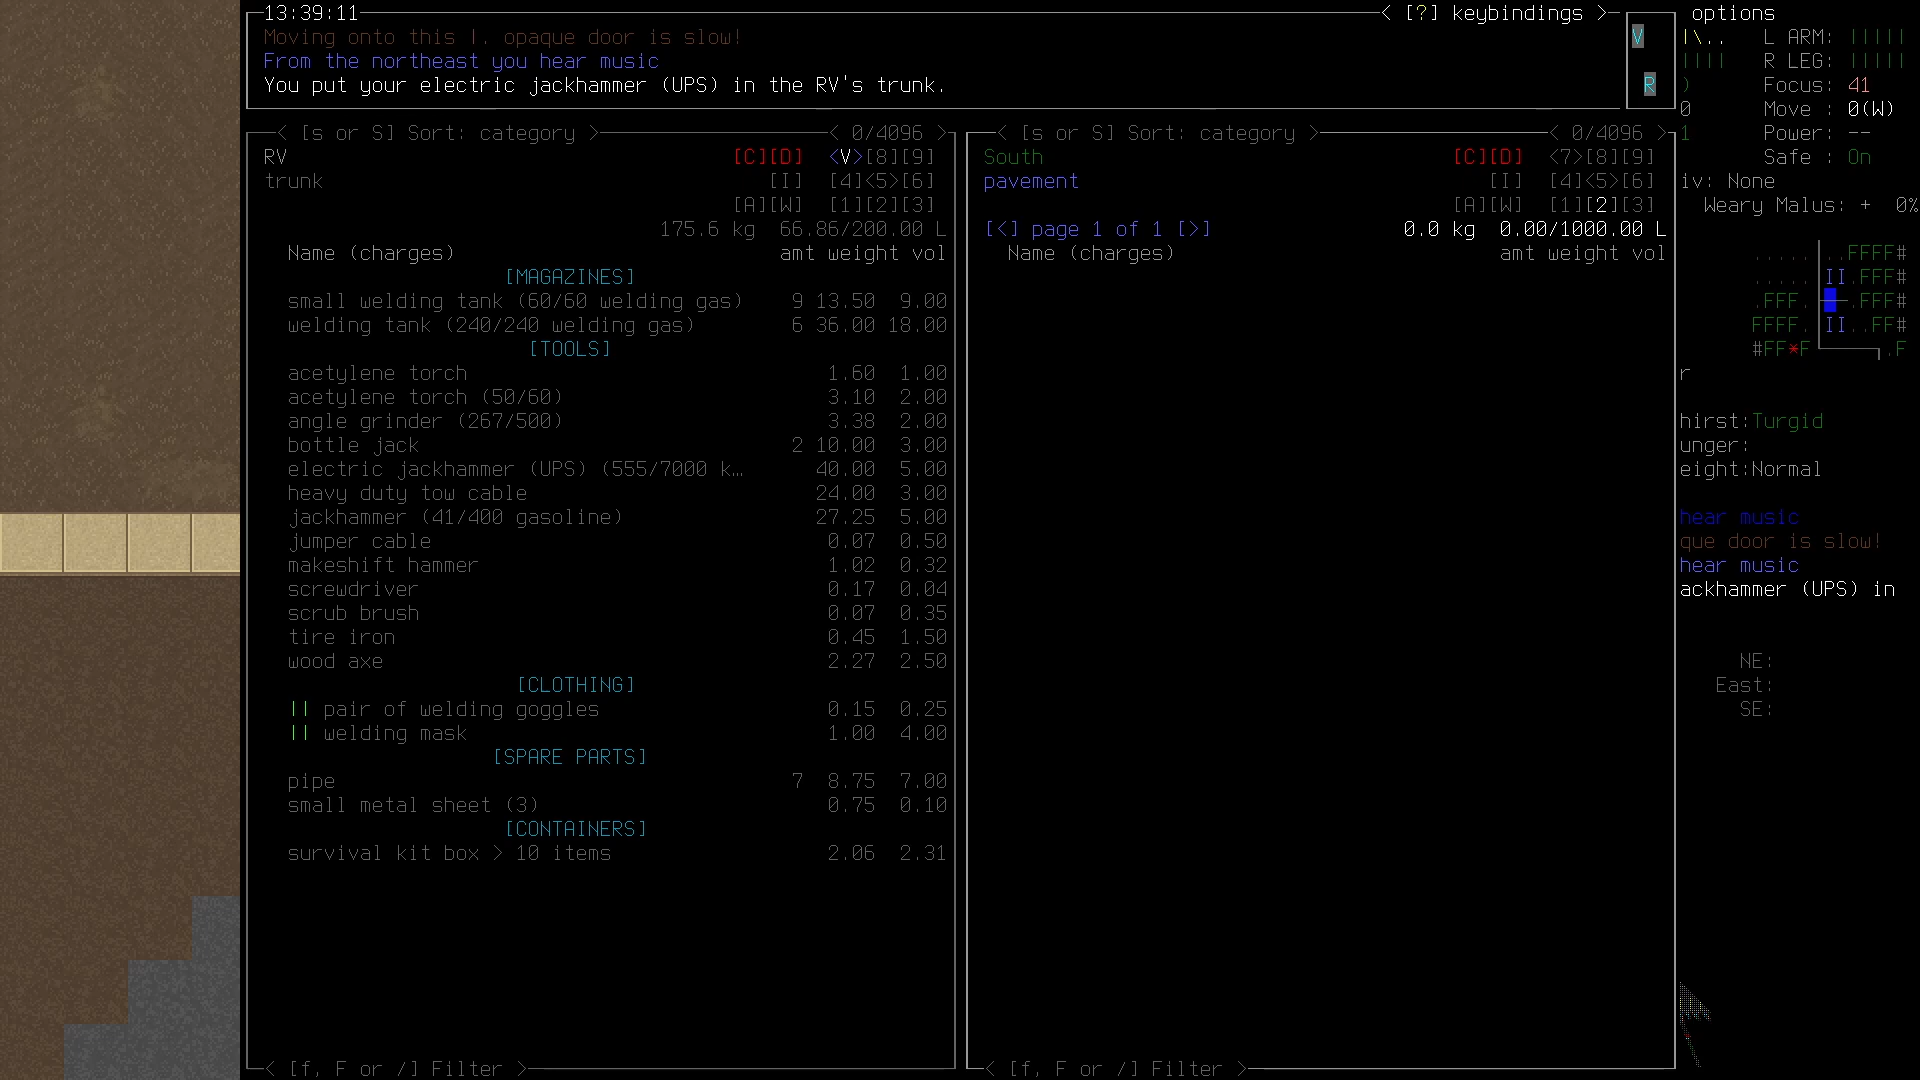 13:39:11 < [?] keybindings >
Moving onto this |. opaque door is slow!
From the northeast you hear music
You put your electric jackhammer (UPS) in the RV's trunk.
V
R
< [s or S] Sort: category > < 0/4096 >
RV [C][D] <V>[8][9]
trunk [I] [4]<5>[6]
[A][W] [1][2][3]
175.6 kg 66.86/200.00 L
Name (charges) amt weight vol
[MAGAZINES]
small welding tank (60/60 welding gas) 9 13.50 9.00
welding tank (240/240 welding gas) 6 36.00 18.00
[TOOLS]
acetylene torch 1.60 1.00
acetylene torch (50/60) 3.10 2.00
angle grinder (267/500) 3.38 2.00
bottle jack 2 10.00 3.00
electric jackhammer (UPS) (555/7000 k… 40.00 5.00
heavy duty tow cable 24.00 3.00
jackhammer (41/400 gasoline) 27.25 5.00
jumper cable 0.07 0.50
makeshift hammer 1.02 0.32
screwdriver 0.17 0.04
scrub brush 0.07 0.35
tire iron 0.45 1.50
wood axe 2.27 2.50
[CLOTHING]
|| pair of welding goggles 0.15 0.25
|| welding mask 1.00 4.00
[SPARE PARTS]
pipe 7 8.75 7.00
small metal sheet (3) 0.75 0.10
[CONTAINERS]
survival kit box > 10 items 2.06 2.31
< [f, F or /] Filter >
< [s or S] Sort: category > < 0/4096 >
South [C][D] <7>[8][9]
pavement [I] [4]<5>[6]
[A][W] [1][2][3]
[<] page 1 of 1 [>] 0.0 kg 0.00/1000.00 L
Name (charges) amt weight vol
< [f, F or /] Filter >
options
|\.. L ARM: |||||
|||| R LEG: |||||
) Focus: 41
0 Move : 0(W)
1 Power: --
Safe : On
iv: None
Weary Malus: + 0%
..... ..FFFF#
..... II.FFF#
.FFF. .FFF#
FFFF. II..FF#
#FF*F .F
r
hirst:Turgid
unger:
eight:Normal
hear music
que door is slow!
hear music
ackhammer (UPS) in
NE:
East:
SE: